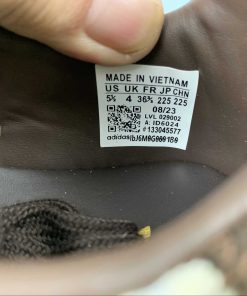 MADE IN VIETNAM
US UK FR JP CHN
5½ 4 36⅔ 225 225
08/23
LVL 029002
A: ID6024
#133045577
adidas